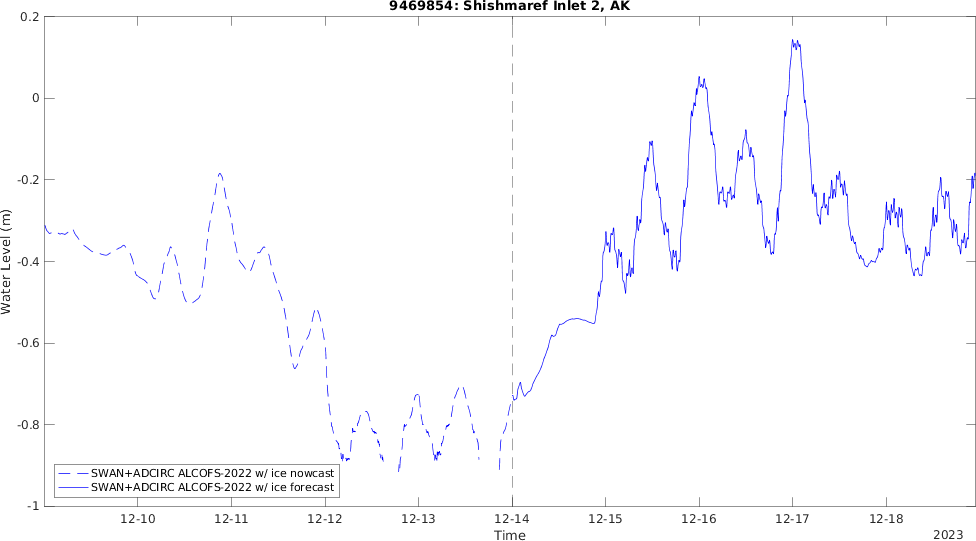 9469854: Shishmaref Inlet 2, AK
0.2
0
-0.2
-0.4
-0.6
-0.8
-1
Water Level (m)
SWAN+ADCIRC ALCOFS-2022 w/ ice nowcast
SWAN+ADCIRC ALCOFS-2022 w/ ice forecast
12-10 12-11 12-12 12-13 12-14 12-15 12-16 12-17 12-18
Time
2023